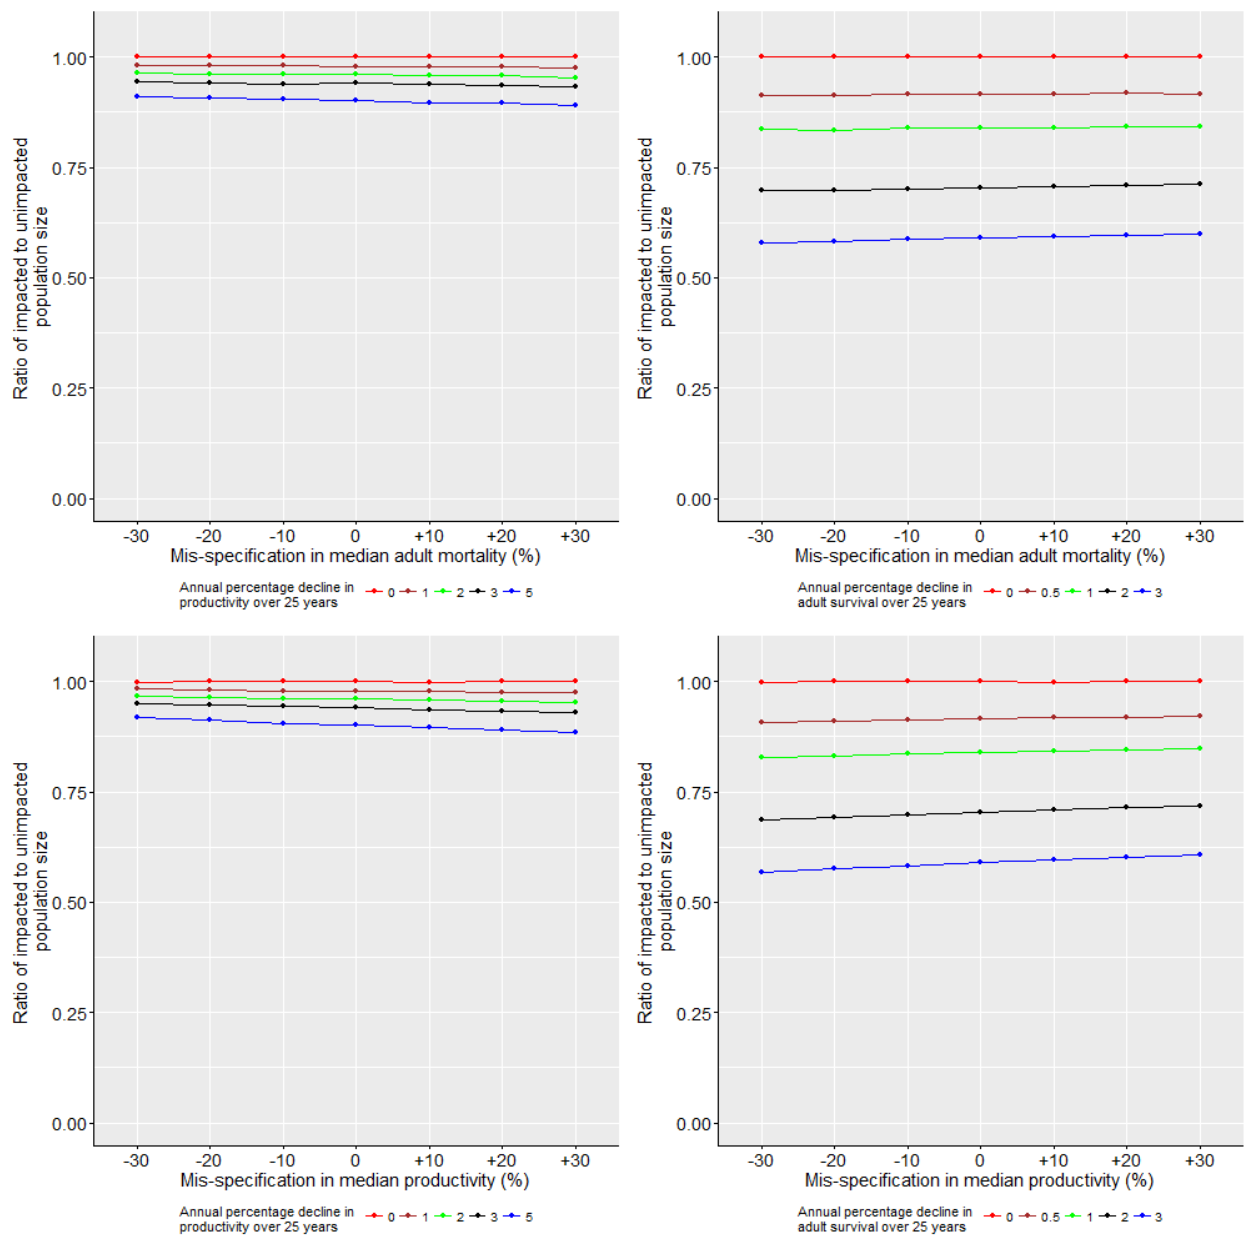 Ratio of impacted to unimpacted
population size
1.00
0.75
0.50
0.25
0.00
-30 -20 -10 0 +10 +20 +30
Mis-specification in median adult mortality (%)
Annual percentage decline in
productivity over 25 years 0 1 2 3 5
Ratio of impacted to unimpacted
population size
1.00
0.75
0.50
0.25
0.00
-30 -20 -10 0 +10 +20 +30
Mis-specification in median adult mortality (%)
Annual percentage decline in
adult survival over 25 years 0 0.5 1 2 3
Ratio of impacted to unimpacted
population size
1.00
0.75
0.50
0.25
0.00
-30 -20 -10 0 +10 +20 +30
Mis-specification in median productivity (%)
Annual percentage decline in
productivity over 25 years 0 1 2 3 5
Ratio of impacted to unimpacted
population size
1.00
0.75
0.50
0.25
0.00
-30 -20 -10 0 +10 +20 +30
Mis-specification in median productivity (%)
Annual percentage decline in
adult survival over 25 years 0 0.5 1 2 3